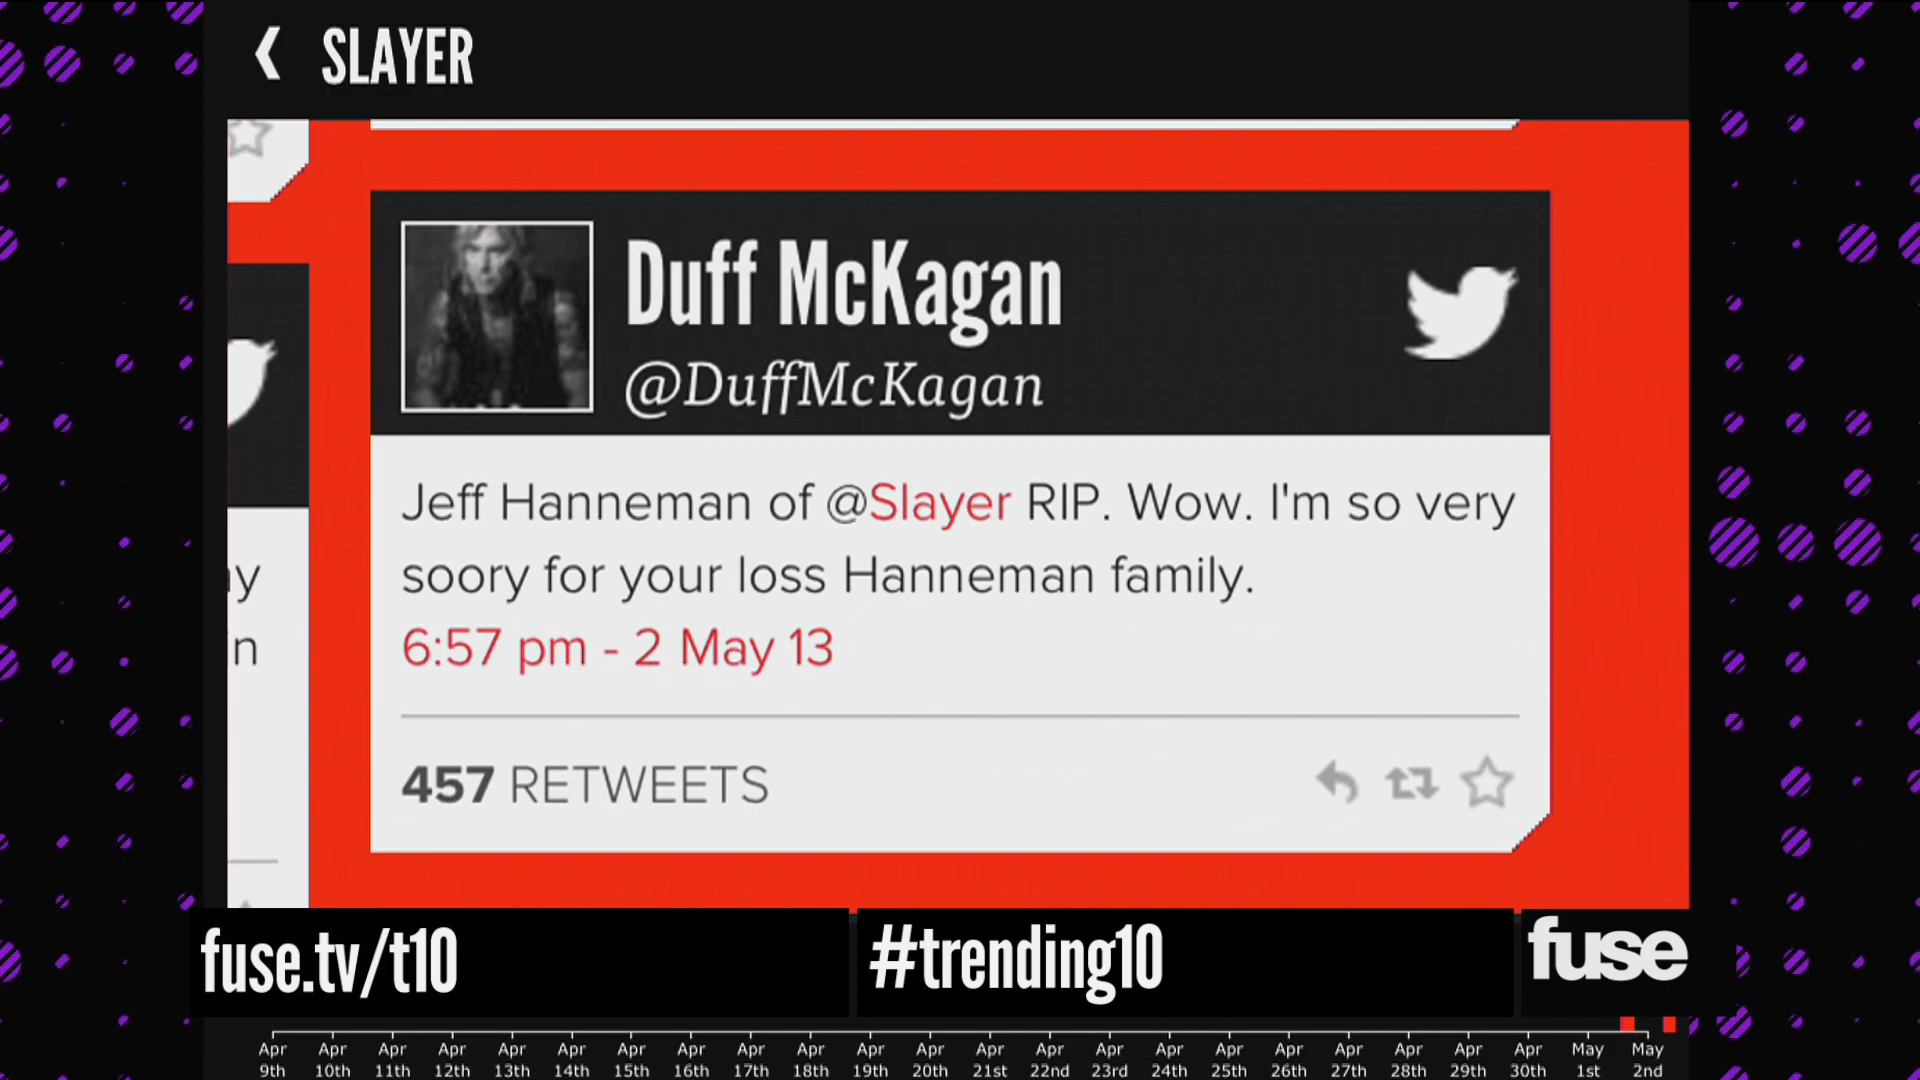 SLAYER
Duff McKagan
@DuffMcKagan
Jeff Hanneman of @Slayer RIP. Wow. I'm so very
soory for your loss Hanneman family.
6:57 pm - 2 May 13
457 RETWEETS
y
n
fuse.tv/t10
#trending10
fuse
Apr 9th
Apr 10th
Apr 11th
Apr 12th
Apr 13th
Apr 14th
Apr 15th
Apr 16th
Apr 17th
Apr 18th
Apr 19th
Apr 20th
Apr 21st
Apr 22nd
Apr 23rd
Apr 24th
Apr 25th
Apr 26th
Apr 27th
Apr 28th
Apr 29th
Apr 30th
May 1st
May 2nd